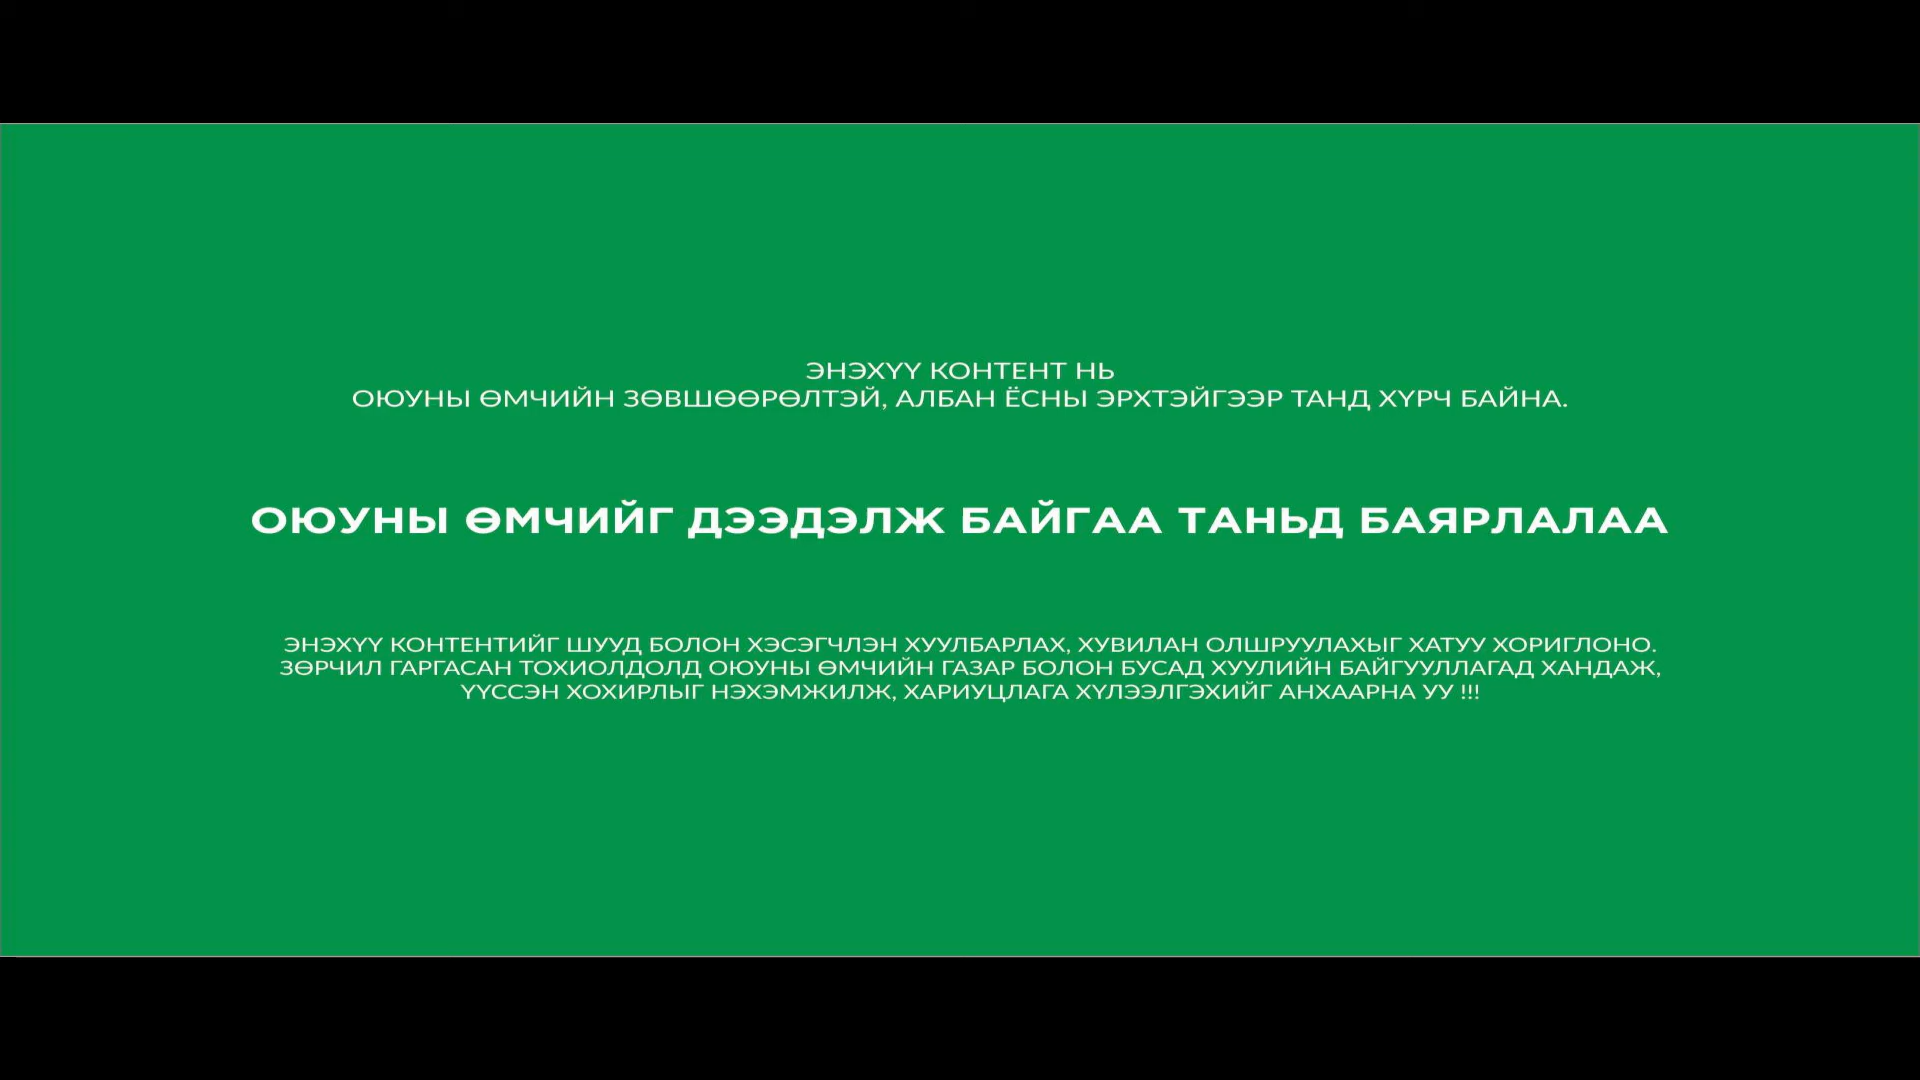 ЭНЭХҮҮ КОНТЕНТ НЬ
ОЮУНЫ ӨМЧИЙН ЗӨВШӨӨРӨЛТЭЙ, АЛБАН ЁСНЫ ЭРХТЭЙГЭЭР ТАНД ХҮРЧ БАЙНА.
ОЮУНЫ ӨМЧИЙГ ДЭЭДЭЛЖ БАЙГАА ТАНЬД БАЯРЛАЛАА
ЭНЭХҮҮ КОНТЕНТИЙГ ШУУД БОЛОН ХЭСЭГЧЛЭН ХУУЛБАРЛАХ, ХУВИЛАН ОЛШРУУЛАХЫГ ХАТУУ ХОРИГЛОНО.
ЗӨРЧИЛ ГАРГАСАН ТОХИОЛДОЛД ОЮУНЫ ӨМЧИЙН ГАЗАР БОЛОН БУСАД ХУУЛИЙН БАЙГУУЛЛАГАД ХАНДАЖ,
ҮҮССЭН ХОХИРЛЫГ НЭХЭМЖИЛЖ, ХАРИУЦЛАГА ХҮЛЭЭЛГЭХИЙГ АНХААРНА УУ !!!